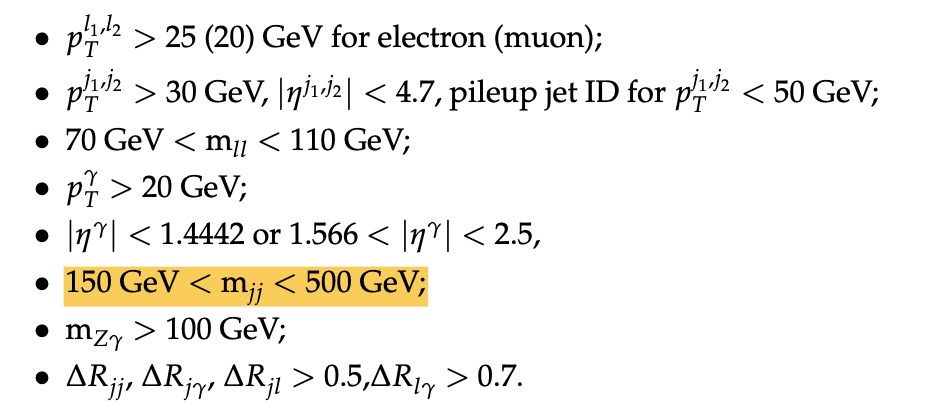 • $p_T^{l_1,l_2}$ > 25 (20) GeV for electron (muon);
• $p_T^{j_1,j_2}$ > 30 GeV, $|\eta^{j_1,j_2}|$ < 4.7, pileup jet ID for $p_T^{j_1,j_2}$ < 50 GeV;
• 70 GeV < $\mathrm{m}_{ll}$ < 110 GeV;
• $p_T^{\gamma}$ > 20 GeV;
• $|\eta^{\gamma}|$ < 1.4442 or 1.566 < $|\eta^{\gamma}|$ < 2.5,
• 150 GeV < $\mathrm{m}_{jj}$ < 500 GeV;
• $\mathrm{m}_{Z\gamma}$ > 100 GeV;
• $\Delta R_{jj}$, $\Delta R_{j\gamma}$, $\Delta R_{jl}$ > 0.5,$\Delta R_{l\gamma}$ > 0.7.